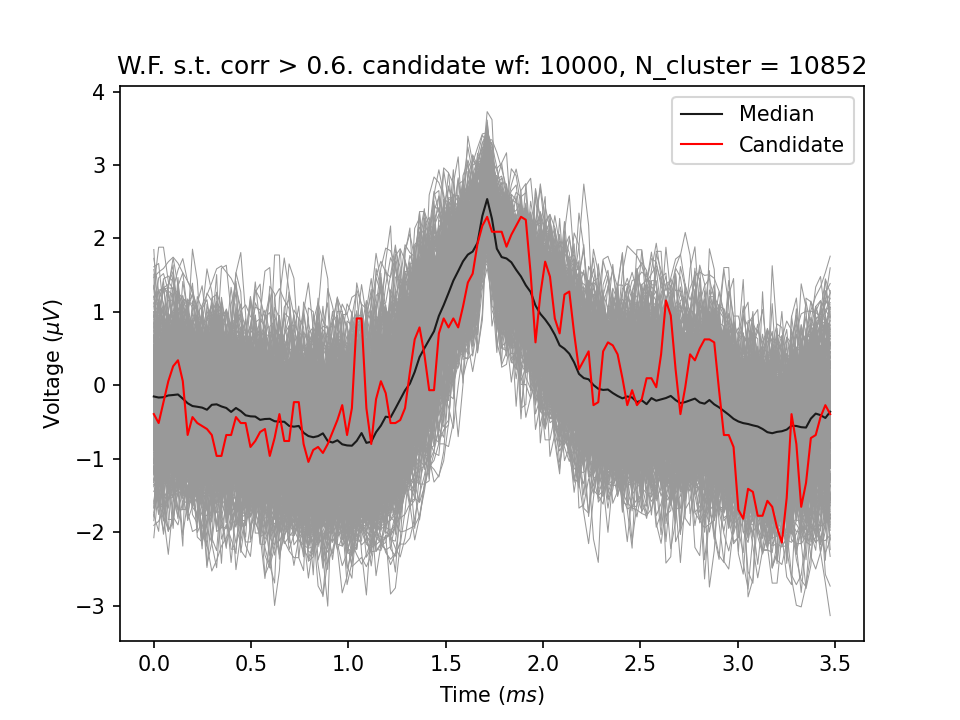 W.F. s.t. corr > 0.6. candidate wf: 10000, N_cluster = 10852
Median
Candidate
Voltage (μV)
4
3
2
1
0
−1
−2
−3
0.0 0.5 1.0 1.5 2.0 2.5 3.0 3.5
Time (ms)